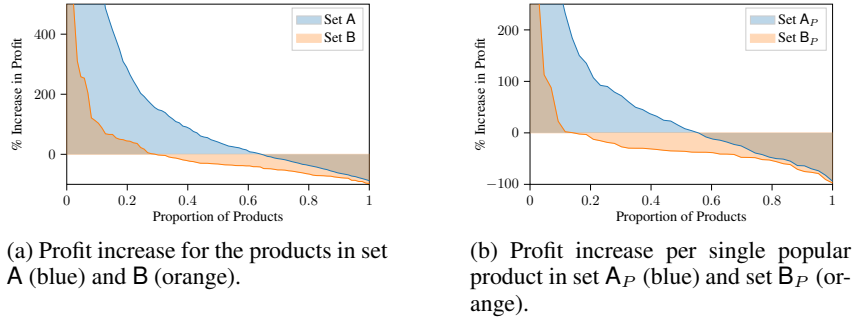 400
200
0
% Increase in Profit
0
0.2
0.4
0.6
0.8
1
Proportion of Products
Set A
Set B
(a) Profit increase for the products in set
A (blue) and B (orange).
200
100
0
−100
% Increase in Profit
0
0.2
0.4
0.6
0.8
1
Proportion of Products
Set A_P
Set B_P
(b) Profit increase per single popular
product in set A_P (blue) and set B_P (or-
ange).